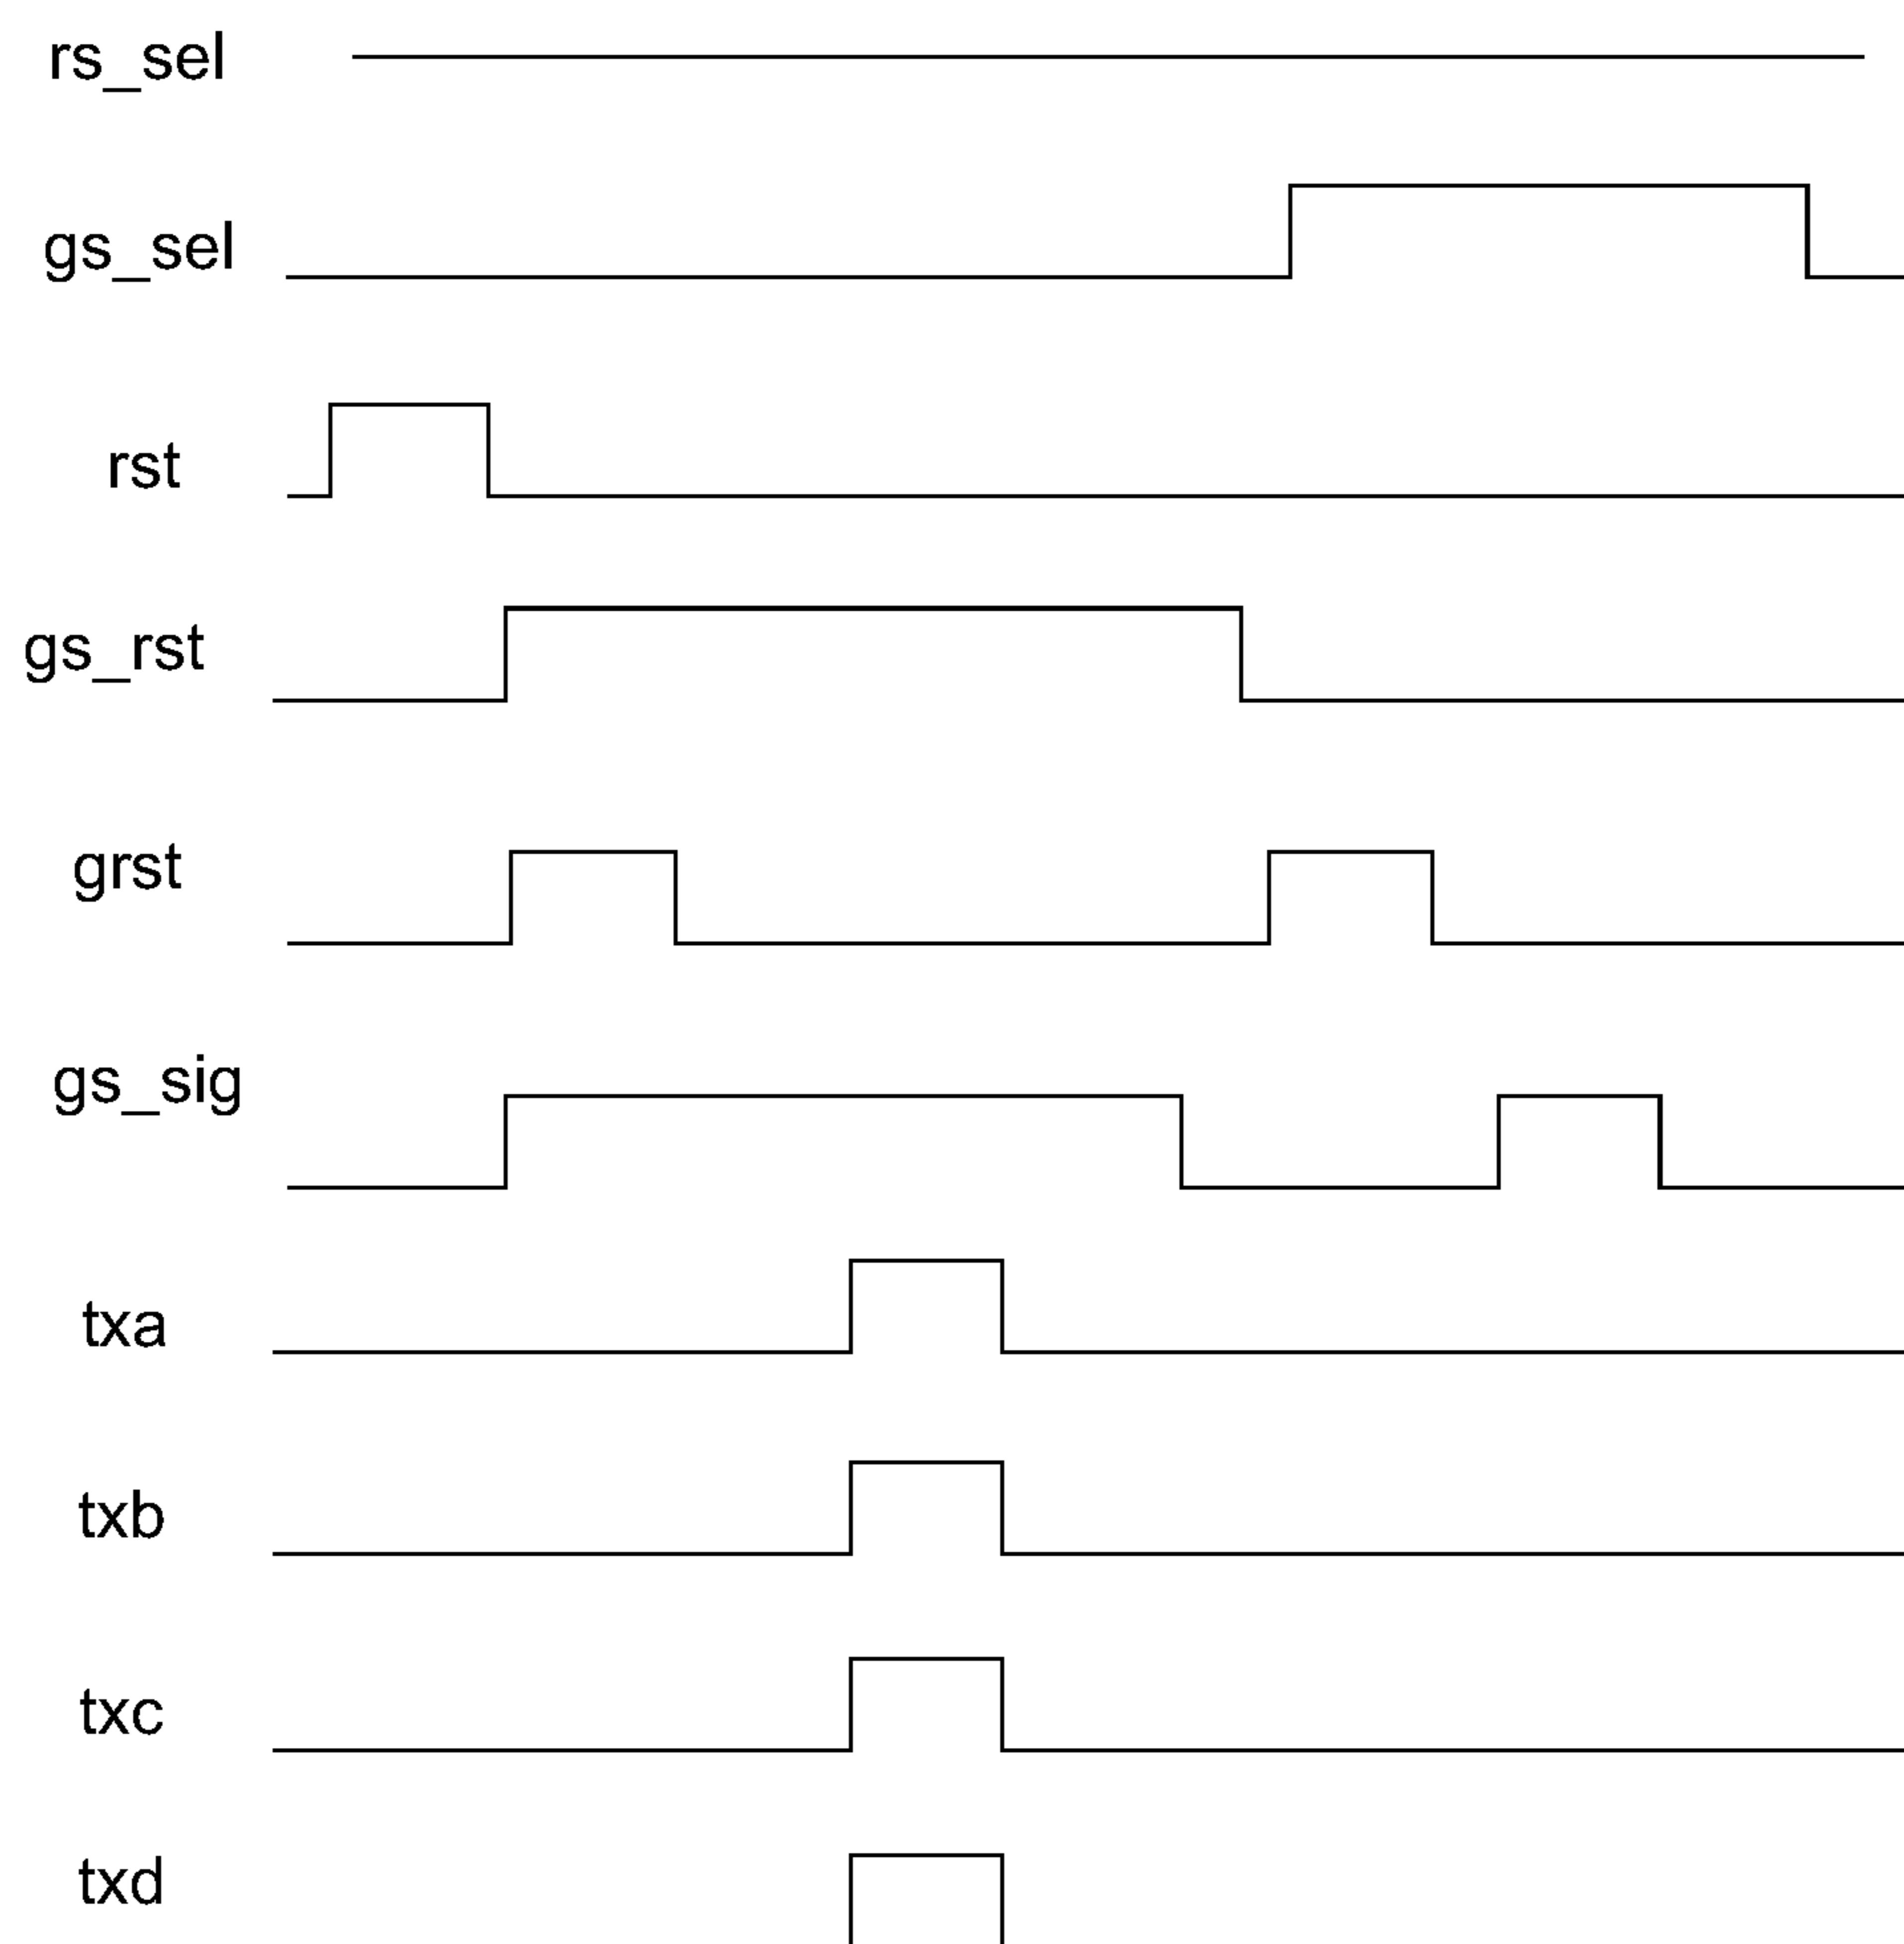 rs_sel
gs_sel
rst
gs_rst
grst
gs_sig
txa
txb
txc
txd